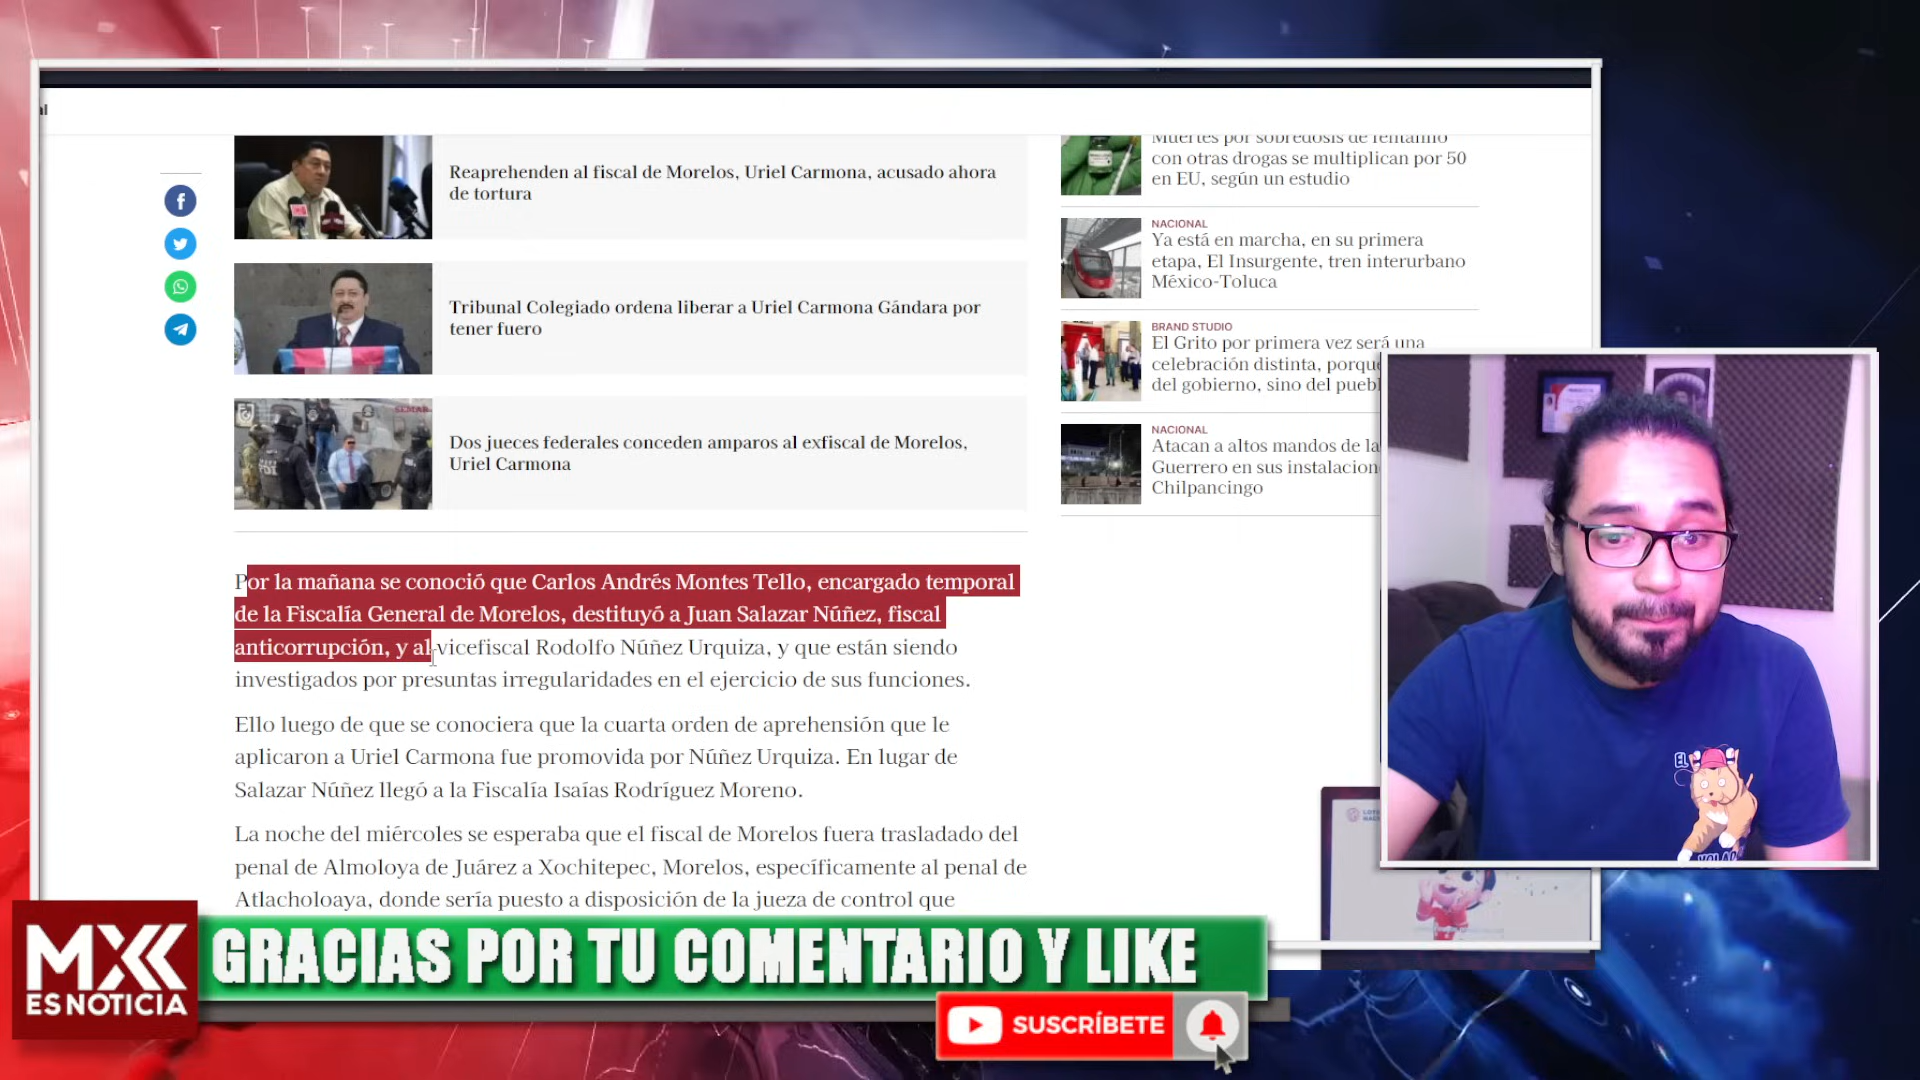 al
Reaprehenden al fiscal de Morelos, Uriel Carmona, acusado ahora
de tortura
Tribunal Colegiado ordena liberar a Uriel Carmona Gándara por
tener fuero
Dos jueces federales conceden amparos al exfiscal de Morelos,
Uriel Carmona
Por la mañana se conoció que Carlos Andrés Montes Tello, encargado temporal
de la Fiscalía General de Morelos, destituyó a Juan Salazar Núñez, fiscal
anticorrupción, y al vicefiscal Rodolfo Núñez Urquiza, y que están siendo
investigados por presuntas irregularidades en el ejercicio de sus funciones.
Ello luego de que se conociera que la cuarta orden de aprehensión que le
aplicaron a Uriel Carmona fue promovida por Núñez Urquiza. En lugar de
Salazar Núñez llegó a la Fiscalía Isaías Rodríguez Moreno.
La noche del miércoles se esperaba que el fiscal de Morelos fuera trasladado del
penal de Almoloya de Juárez a Xochitepec, Morelos, específicamente al penal de
Atlacholoaya, donde sería puesto a disposición de la jueza de control que
Muertes por sobredosis de fentanilo
con otras drogas se multiplican por 50
en EU, según un estudio
NACIONAL
Ya está en marcha, en su primera
etapa, El Insurgente, tren interurbano
México-Toluca
BRAND STUDIO
El Grito por primera vez será una
celebración distinta, porque
del gobierno, sino del puebl
NACIONAL
Atacan a altos mandos de la
Guerrero en sus instalacion
Chilpancingo
EL
MXX
ES NOTICIA
GRACIAS POR TU COMENTARIO Y LIKE
SUSCRÍBETE